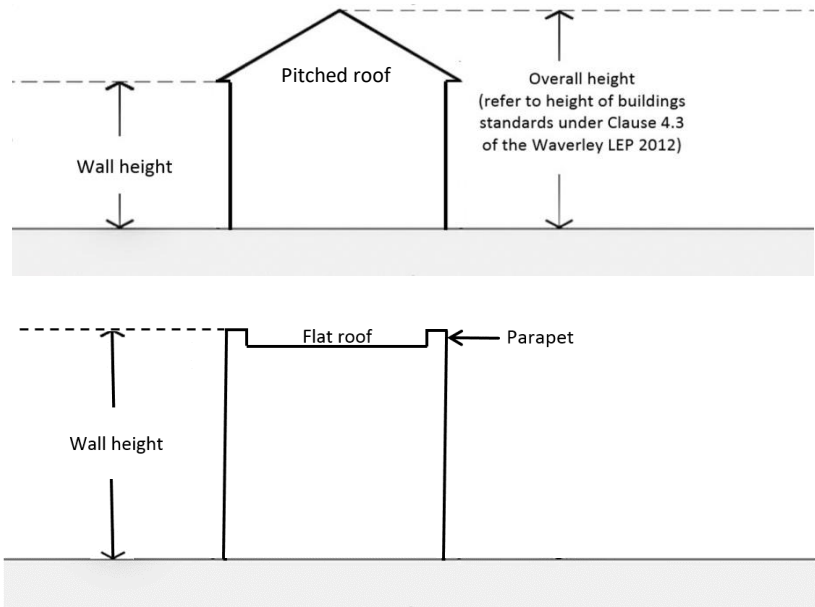 Pitched roof
Overall height
(refer to height of buildings
standards under Clause 4.3
of the Waverley LEP 2012)
Wall height
Flat roof
Parapet
Wall height